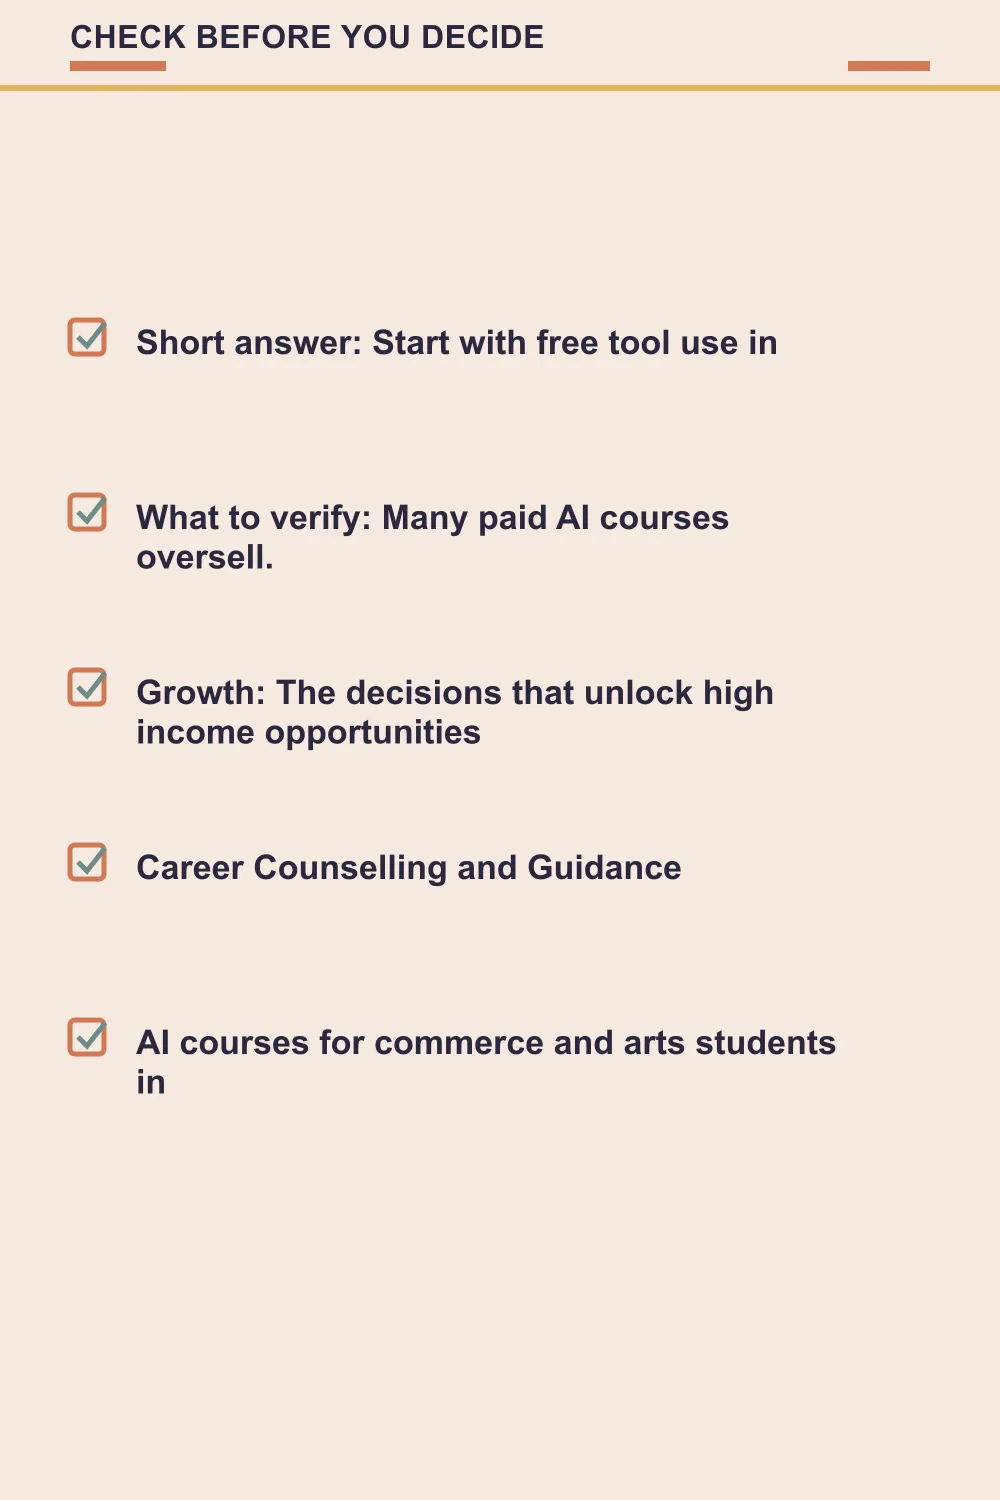 CHECK BEFORE YOU DECIDE
Short answer: Start with free tool use in
What to verify: Many paid AI courses
oversell.
Growth: The decisions that unlock high
income opportunities
Career Counselling and Guidance
AI courses for commerce and arts students
in